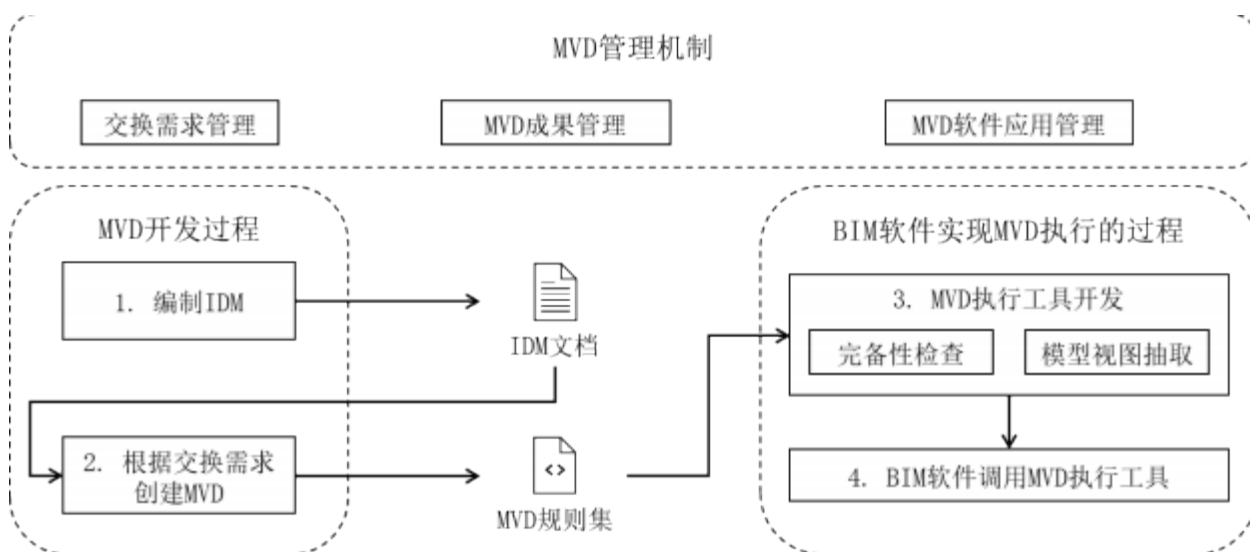 MVD管理机制
交换需求管理
MVD成果管理
MVD软件应用管理
MVD开发过程
1. 编制IDM
IDM文档
2. 根据交换需求
创建MVD
<>
MVD规则集
BIM软件实现MVD执行的过程
3. MVD执行工具开发
完备性检查
模型视图抽取
4. BIM软件调用MVD执行工具